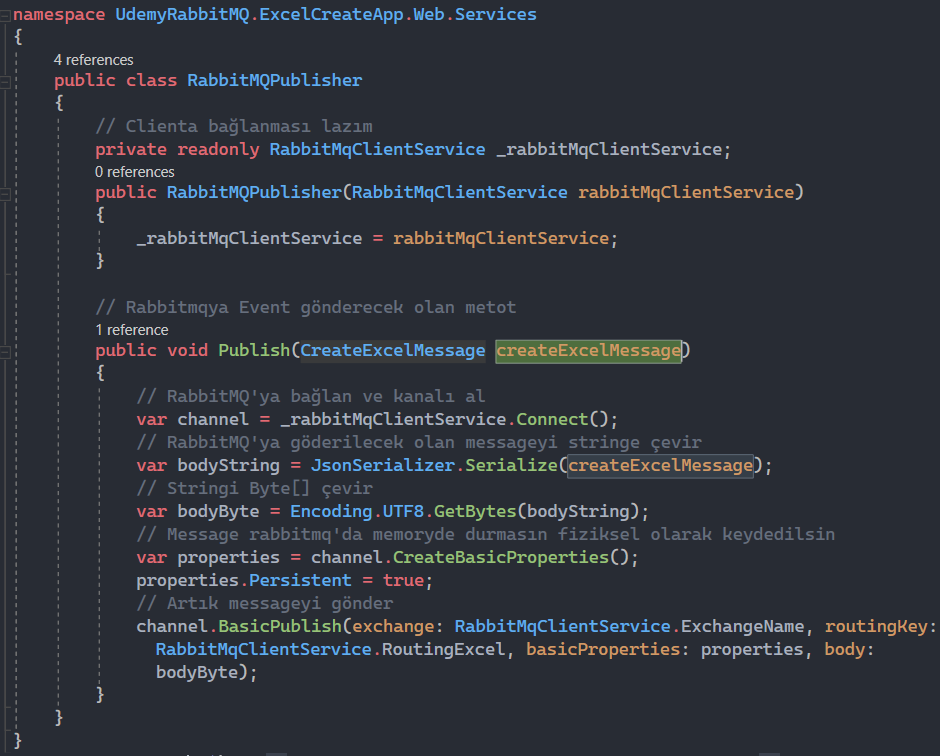 namespace UdemyRabbitMQ.ExcelCreateApp.Web.Services
{
4 references
public class RabbitMQPublisher
{
// Clienta bağlanması lazım
private readonly RabbitMqClientService _rabbitMqClientService;
0 references
public RabbitMQPublisher(RabbitMqClientService rabbitMqClientService)
{
_rabbitMqClientService = rabbitMqClientService;
}
// Rabbitmqya Event gönderecek olan metot
1 reference
public void Publish(CreateExcelMessage createExcelMessage)
{
// RabbitMQ'ya bağlan ve kanalı al
var channel = _rabbitMqClientService.Connect();
// RabbitMQ'ya göderilecek olan messageyi stringe çevir
var bodyString = JsonSerializer.Serialize(createExcelMessage);
// Stringi Byte[] çevir
var bodyByte = Encoding.UTF8.GetBytes(bodyString);
// Message rabbitmq'da memoryde durmasın fiziksel olarak keydedilsin
var properties = channel.CreateBasicProperties();
properties.Persistent = true;
// Artık messageyi gönder
channel.BasicPublish(exchange: RabbitMqClientService.ExchangeName, routingKey:
RabbitMqClientService.RoutingExcel, basicProperties: properties, body:
bodyByte);
}
}
}